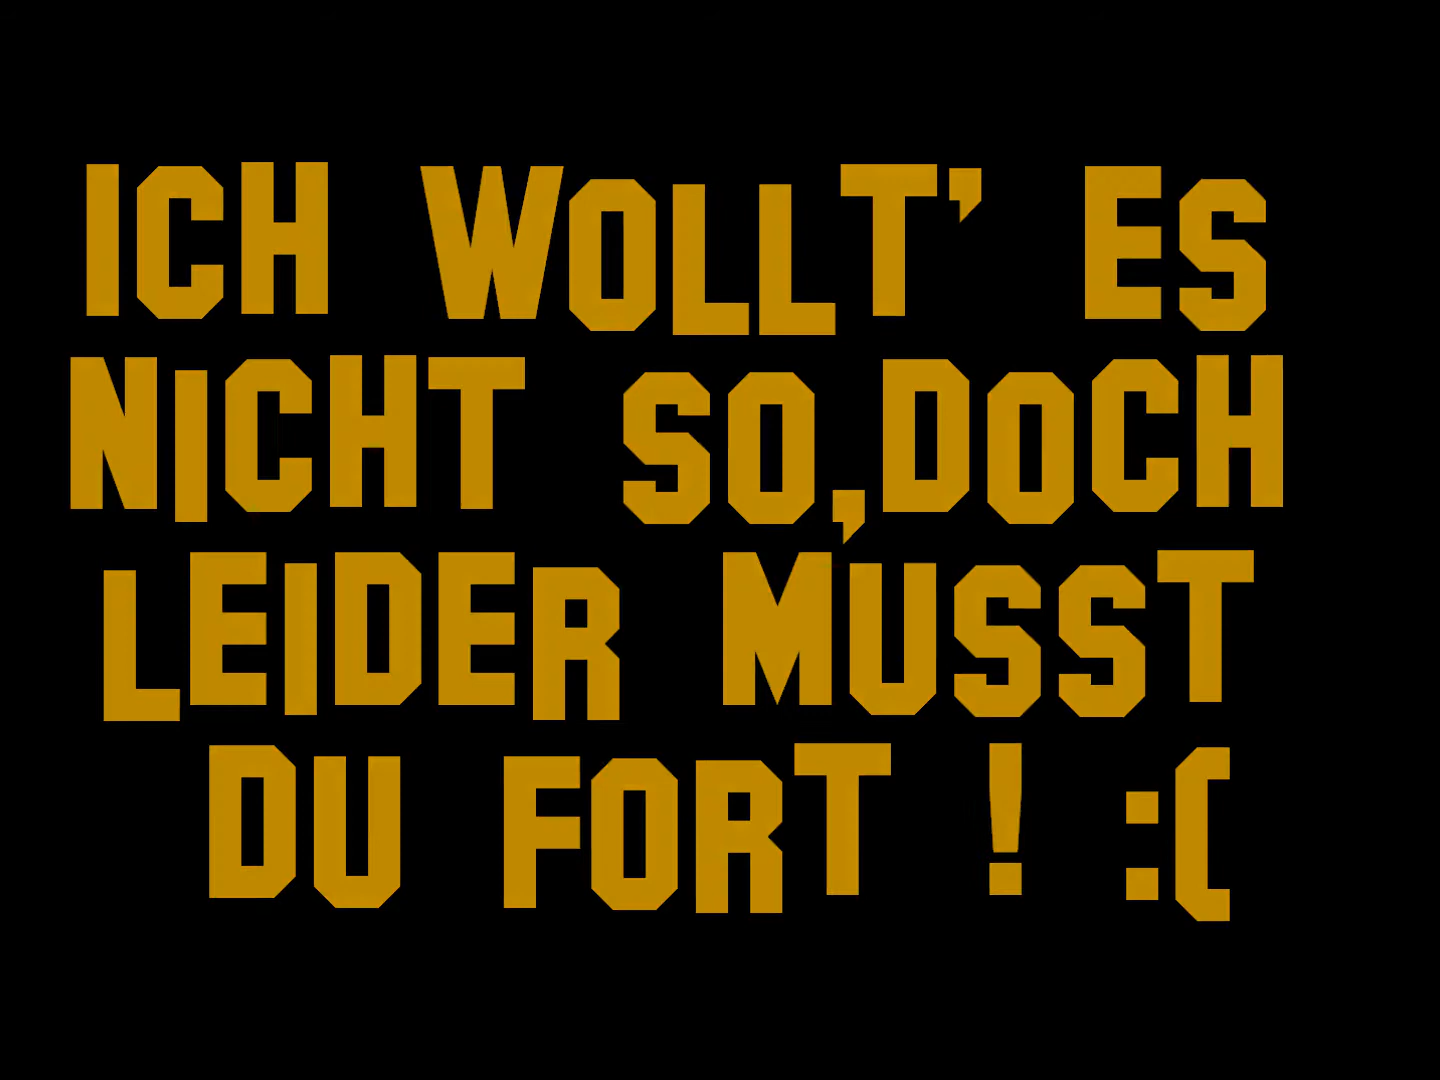 ICH WOLLT' ES
NICHT SO,DOCH
LEIDER MUSST
DU FORT ! :(